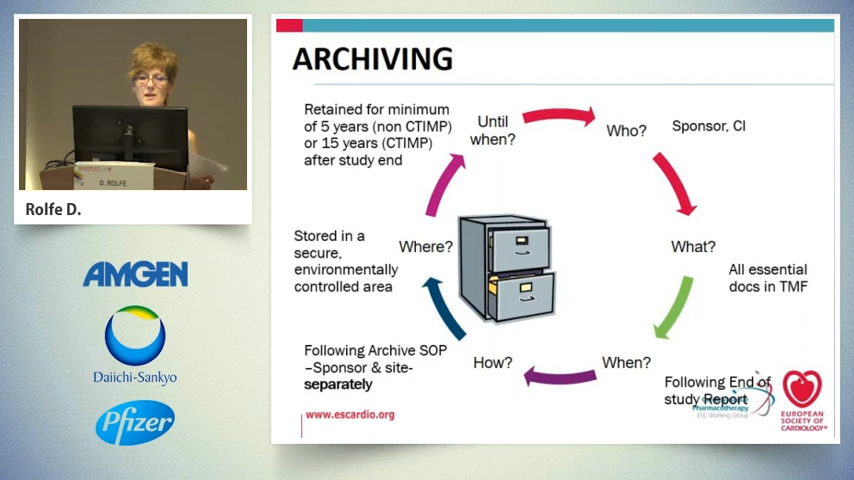 D. ROLFE
Rolfe D.
AMGEN
Daiichi-Sankyo
Pfizer
ARCHIVING
Retained for minimum
of 5 years (non CTIMP)
or 15 years (CTIMP)
after study end
Until
when?
Who?
Sponsor, CI
Stored in a
secure,
environmentally
controlled area
Where?
What?
All essential
docs in TMF
Following Archive SOP
–Sponsor & site-
separately
How?
When?
Following End of
study Report
Pharmacotherapy
ESC Working Group
www.escardio.org
EUROPEAN
SOCIETY OF
CARDIOLOGY®